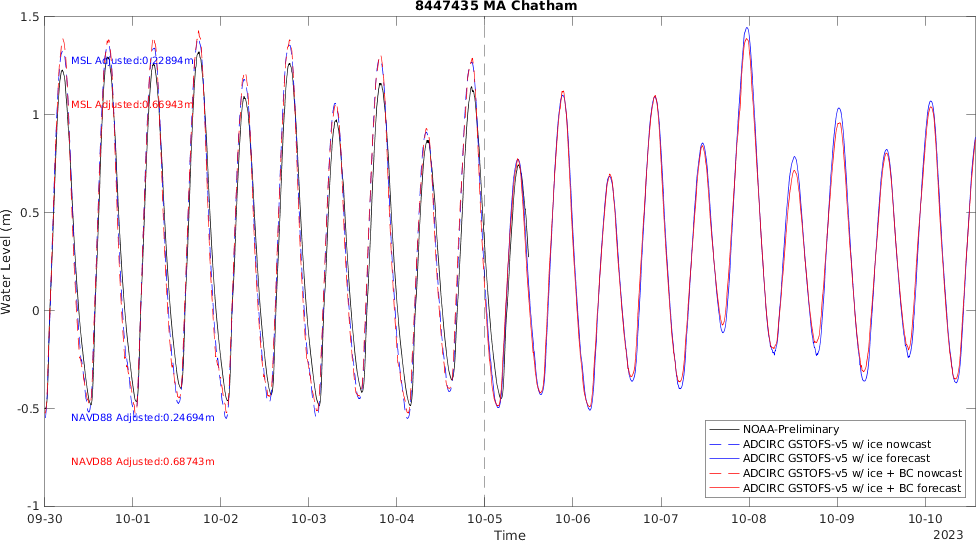 8447435 MA Chatham
1.5
MSL Adjusted:0.22894m
MSL Adjusted:0.65943m
1
0.5
Water Level (m)
0
-0.5
NAVD88 Adjusted:0.24694m
NAVD88 Adjusted:0.68743m
NOAA-Preliminary
ADCIRC GSTOFS-v5 w/ ice nowcast
ADCIRC GSTOFS-v5 w/ ice forecast
ADCIRC GSTOFS-v5 w/ ice + BC nowcast
ADCIRC GSTOFS-v5 w/ ice + BC forecast
-1
09-30 10-01 10-02 10-03 10-04 10-05 10-06 10-07 10-08 10-09 10-10
Time
2023